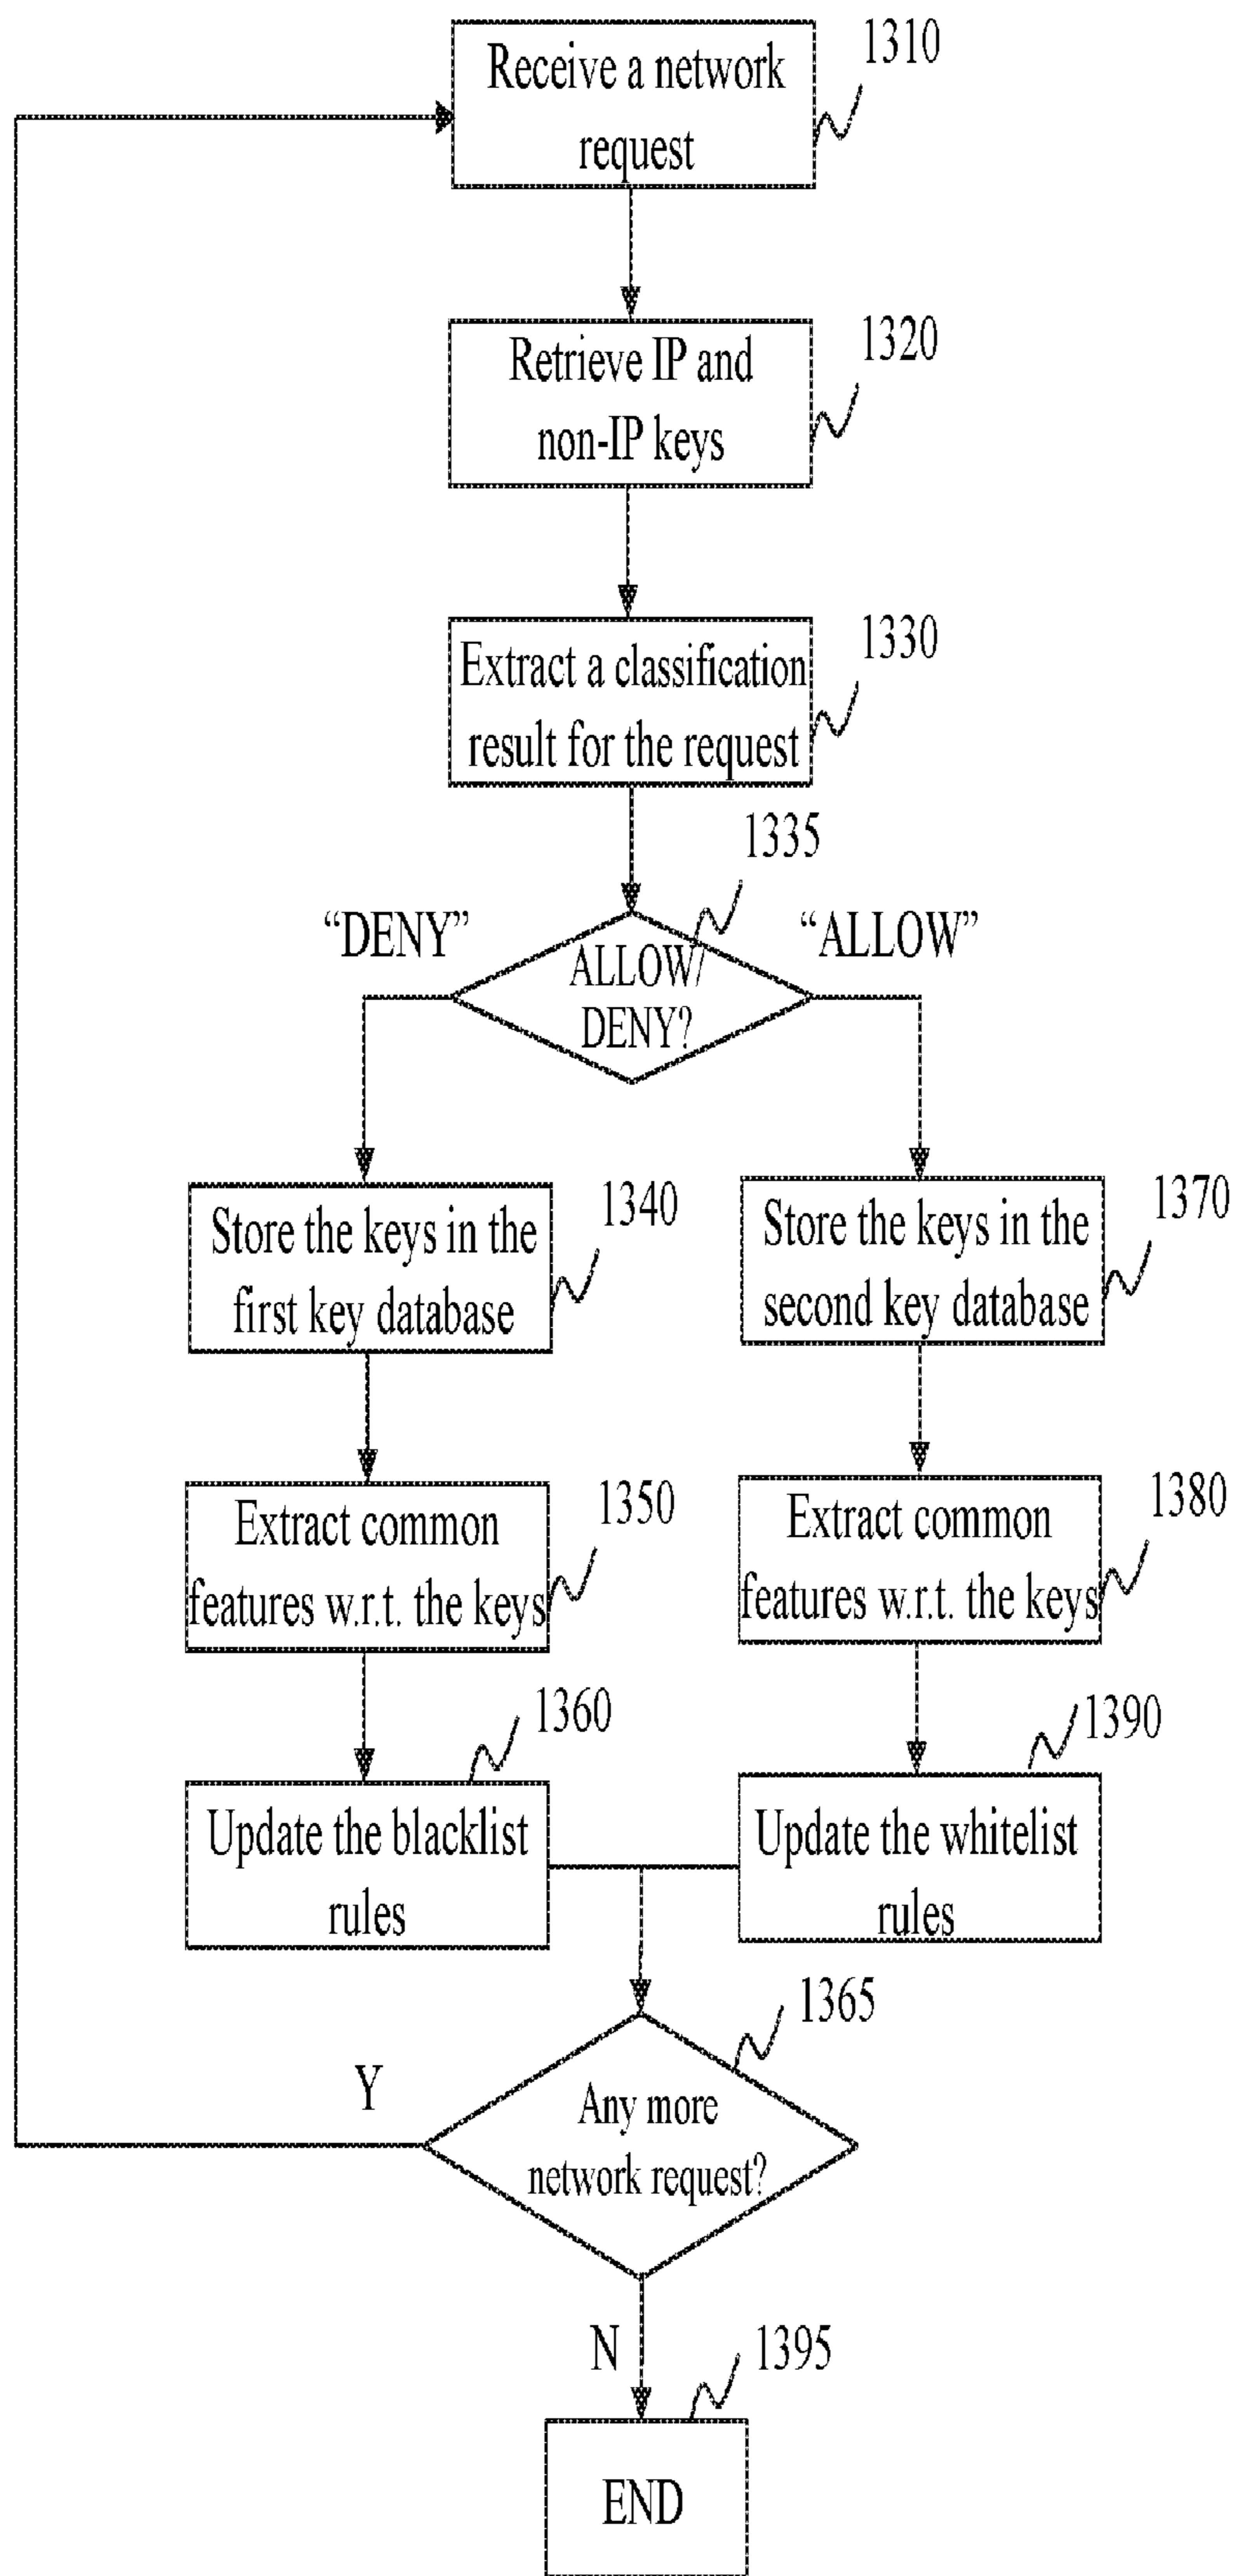 1310
Receive a network
request
1320
Retrieve IP and
non-IP keys
1330
Extract a classification
result for the request
1335
“DENY”
“ALLOW”
ALLOW/
DENY?
1340
Store the keys in the
first key database
1370
Store the keys in the
second key database
1350
Extract common
features w.r.t. the keys
1380
Extract common
features w.r.t. the keys
1360
Update the blacklist
rules
1390
Update the whitelist
rules
1365
Y
Any more
network request?
N
1395
END